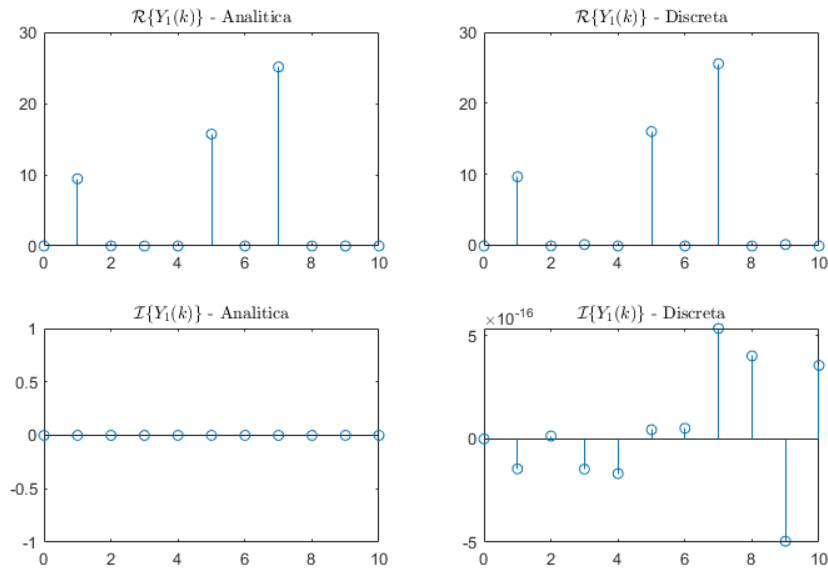 ℛ{Y₁(k)} - Analitica
30
20
10
0
0 2 4 6 8 10
ℛ{Y₁(k)} - Discreta
30
20
10
0
0 2 4 6 8 10
ℐ{Y₁(k)} - Analitica
1
0.5
0
-0.5
-1
0 2 4 6 8 10
ℐ{Y₁(k)} - Discreta
×10⁻¹⁶
5
0
-5
0 2 4 6 8 10